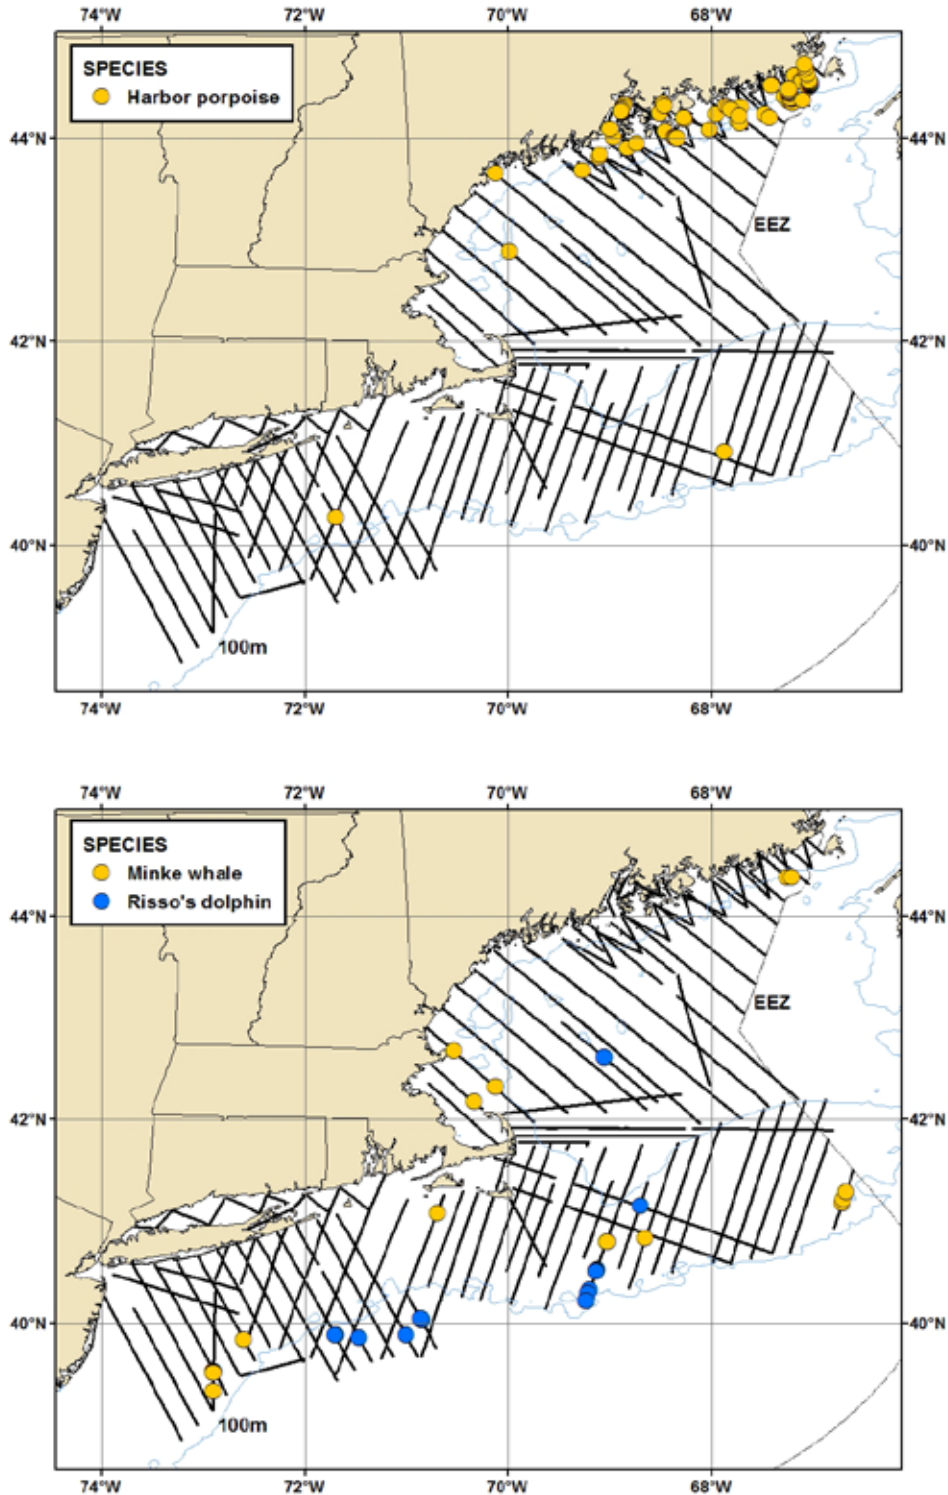 74°W 72°W 70°W 68°W
SPECIES
Harbor porpoise
44°N 44°N
EEZ
42°N 42°N
40°N 40°N
100m
74°W 72°W 70°W 68°W
74°W 72°W 70°W 68°W
SPECIES
Minke whale
Risso's dolphin
44°N 44°N
EEZ
42°N 42°N
40°N 40°N
100m
74°W 72°W 70°W 68°W